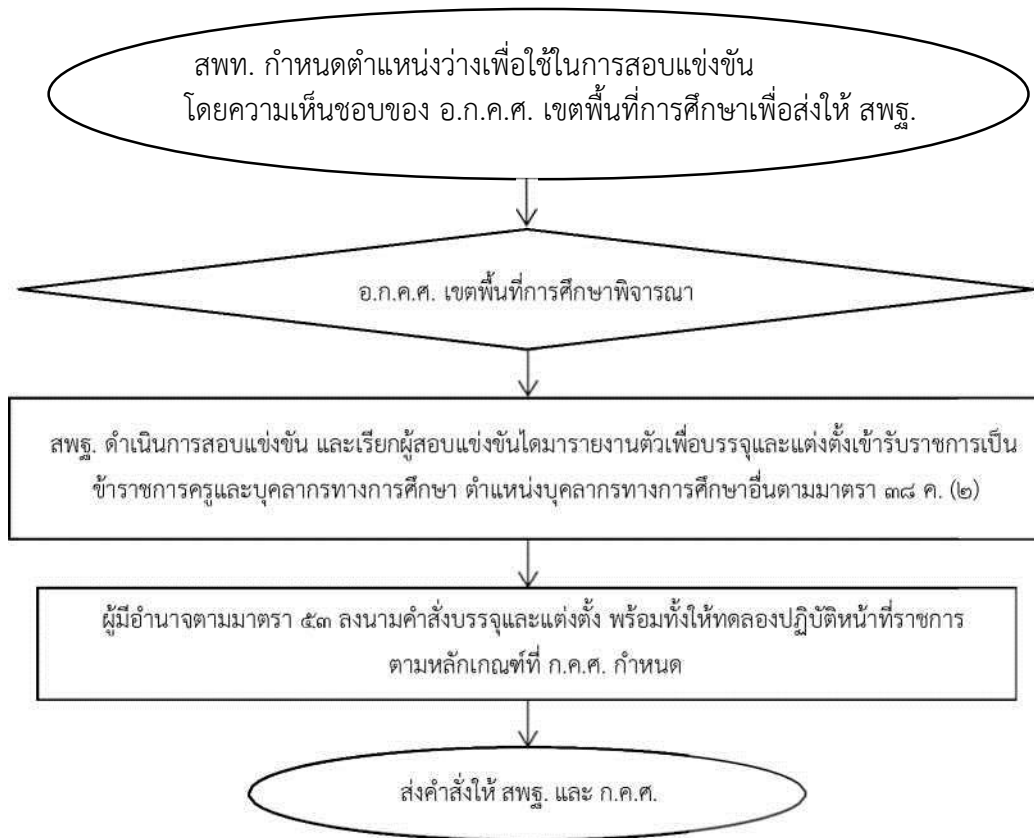 สพท. กำหนดตำแหน่งว่างเพื่อใช้ในการสอบแข่งขัน
โดยความเห็นชอบของ อ.ก.ค.ศ. เขตพื้นที่การศึกษาเพื่อส่งให้ สพฐ.
อ.ก.ค.ศ. เขตพื้นที่การศึกษาพิจารณา
สพฐ. ดำเนินการสอบแข่งขัน และเรียกผู้สอบแข่งขันไดมารายงานตัวเพื่อบรรจุและแต่งตั้งเข้ารับราชการเป็น
ข้าราชการครูและบุคลากรทางการศึกษา ตำแหน่งบุคลากรทางการศึกษาอื่นตามมาตรา ๓๘ ค. (๒)
ผู้มีอำนาจตามมาตรา ๕๓ ลงนามคำสั่งบรรจุและแต่งตั้ง พร้อมทั้งให้ทดลองปฏิบัติหน้าที่ราชการ
ตามหลักเกณฑ์ที่ ก.ค.ศ. กำหนด
ส่งคำสั่งให้ สพฐ. และ ก.ค.ศ.